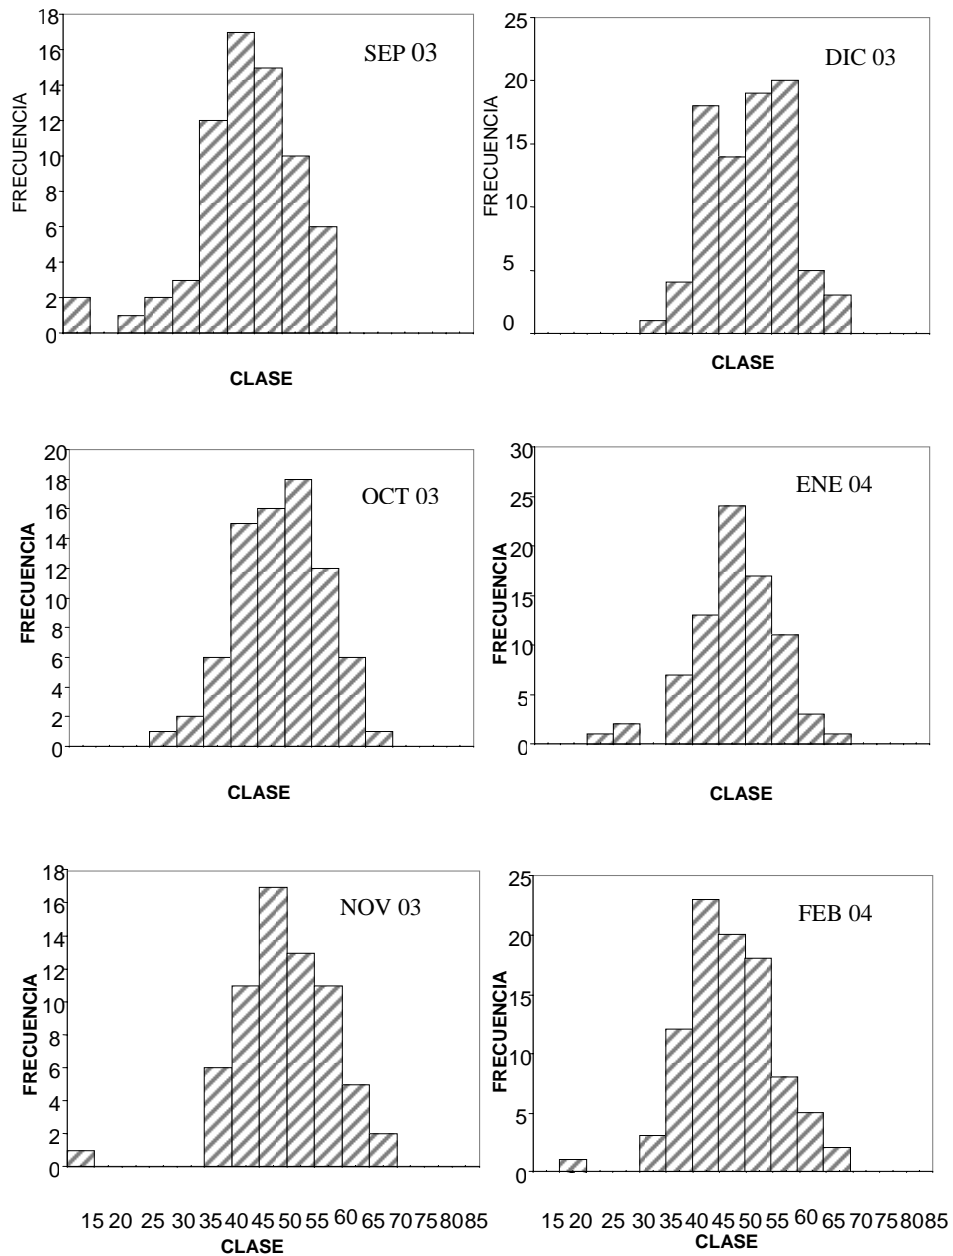 SEP 03
FRECUENCIA
18
16
14
12
10
8
6
4
2
0
CLASE
DIC 03
FRECUENCIA
25
20
15
10
5
0
CLASE
OCT 03
FRECUENCIA
20
18
16
14
12
10
8
6
4
2
0
CLASE
ENE 04
FRECUENCIA
30
25
20
15
10
5
0
CLASE
NOV 03
FRECUENCIA
18
16
14
12
10
8
6
4
2
0
15 20 25 30 35 40 45 50 55 60 65 70 75 80 85
CLASE
FEB 04
FRECUENCIA
25
20
15
10
5
0
15 20 25 30 35 40 45 50 55 60 65 70 75 80 85
CLASE